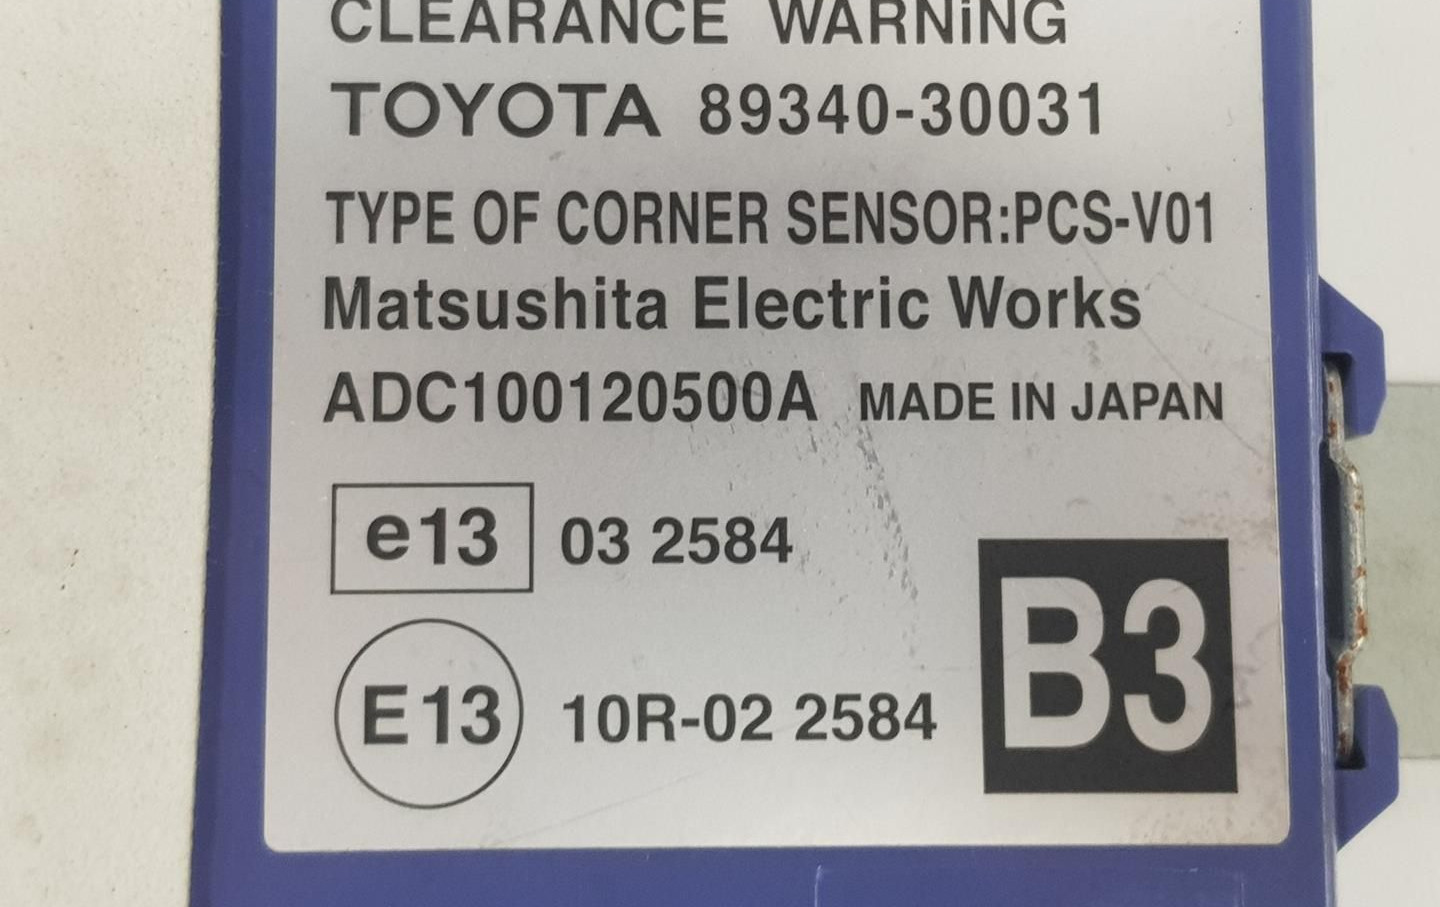 CLEARANCE WARNiNG
TOYOTA 89340-30031
TYPE OF CORNER SENSOR:PCS-V01
Matsushita Electric Works
ADC100120500A MADE IN JAPAN
e13 03 2584
E13 10R-02 2584
B3